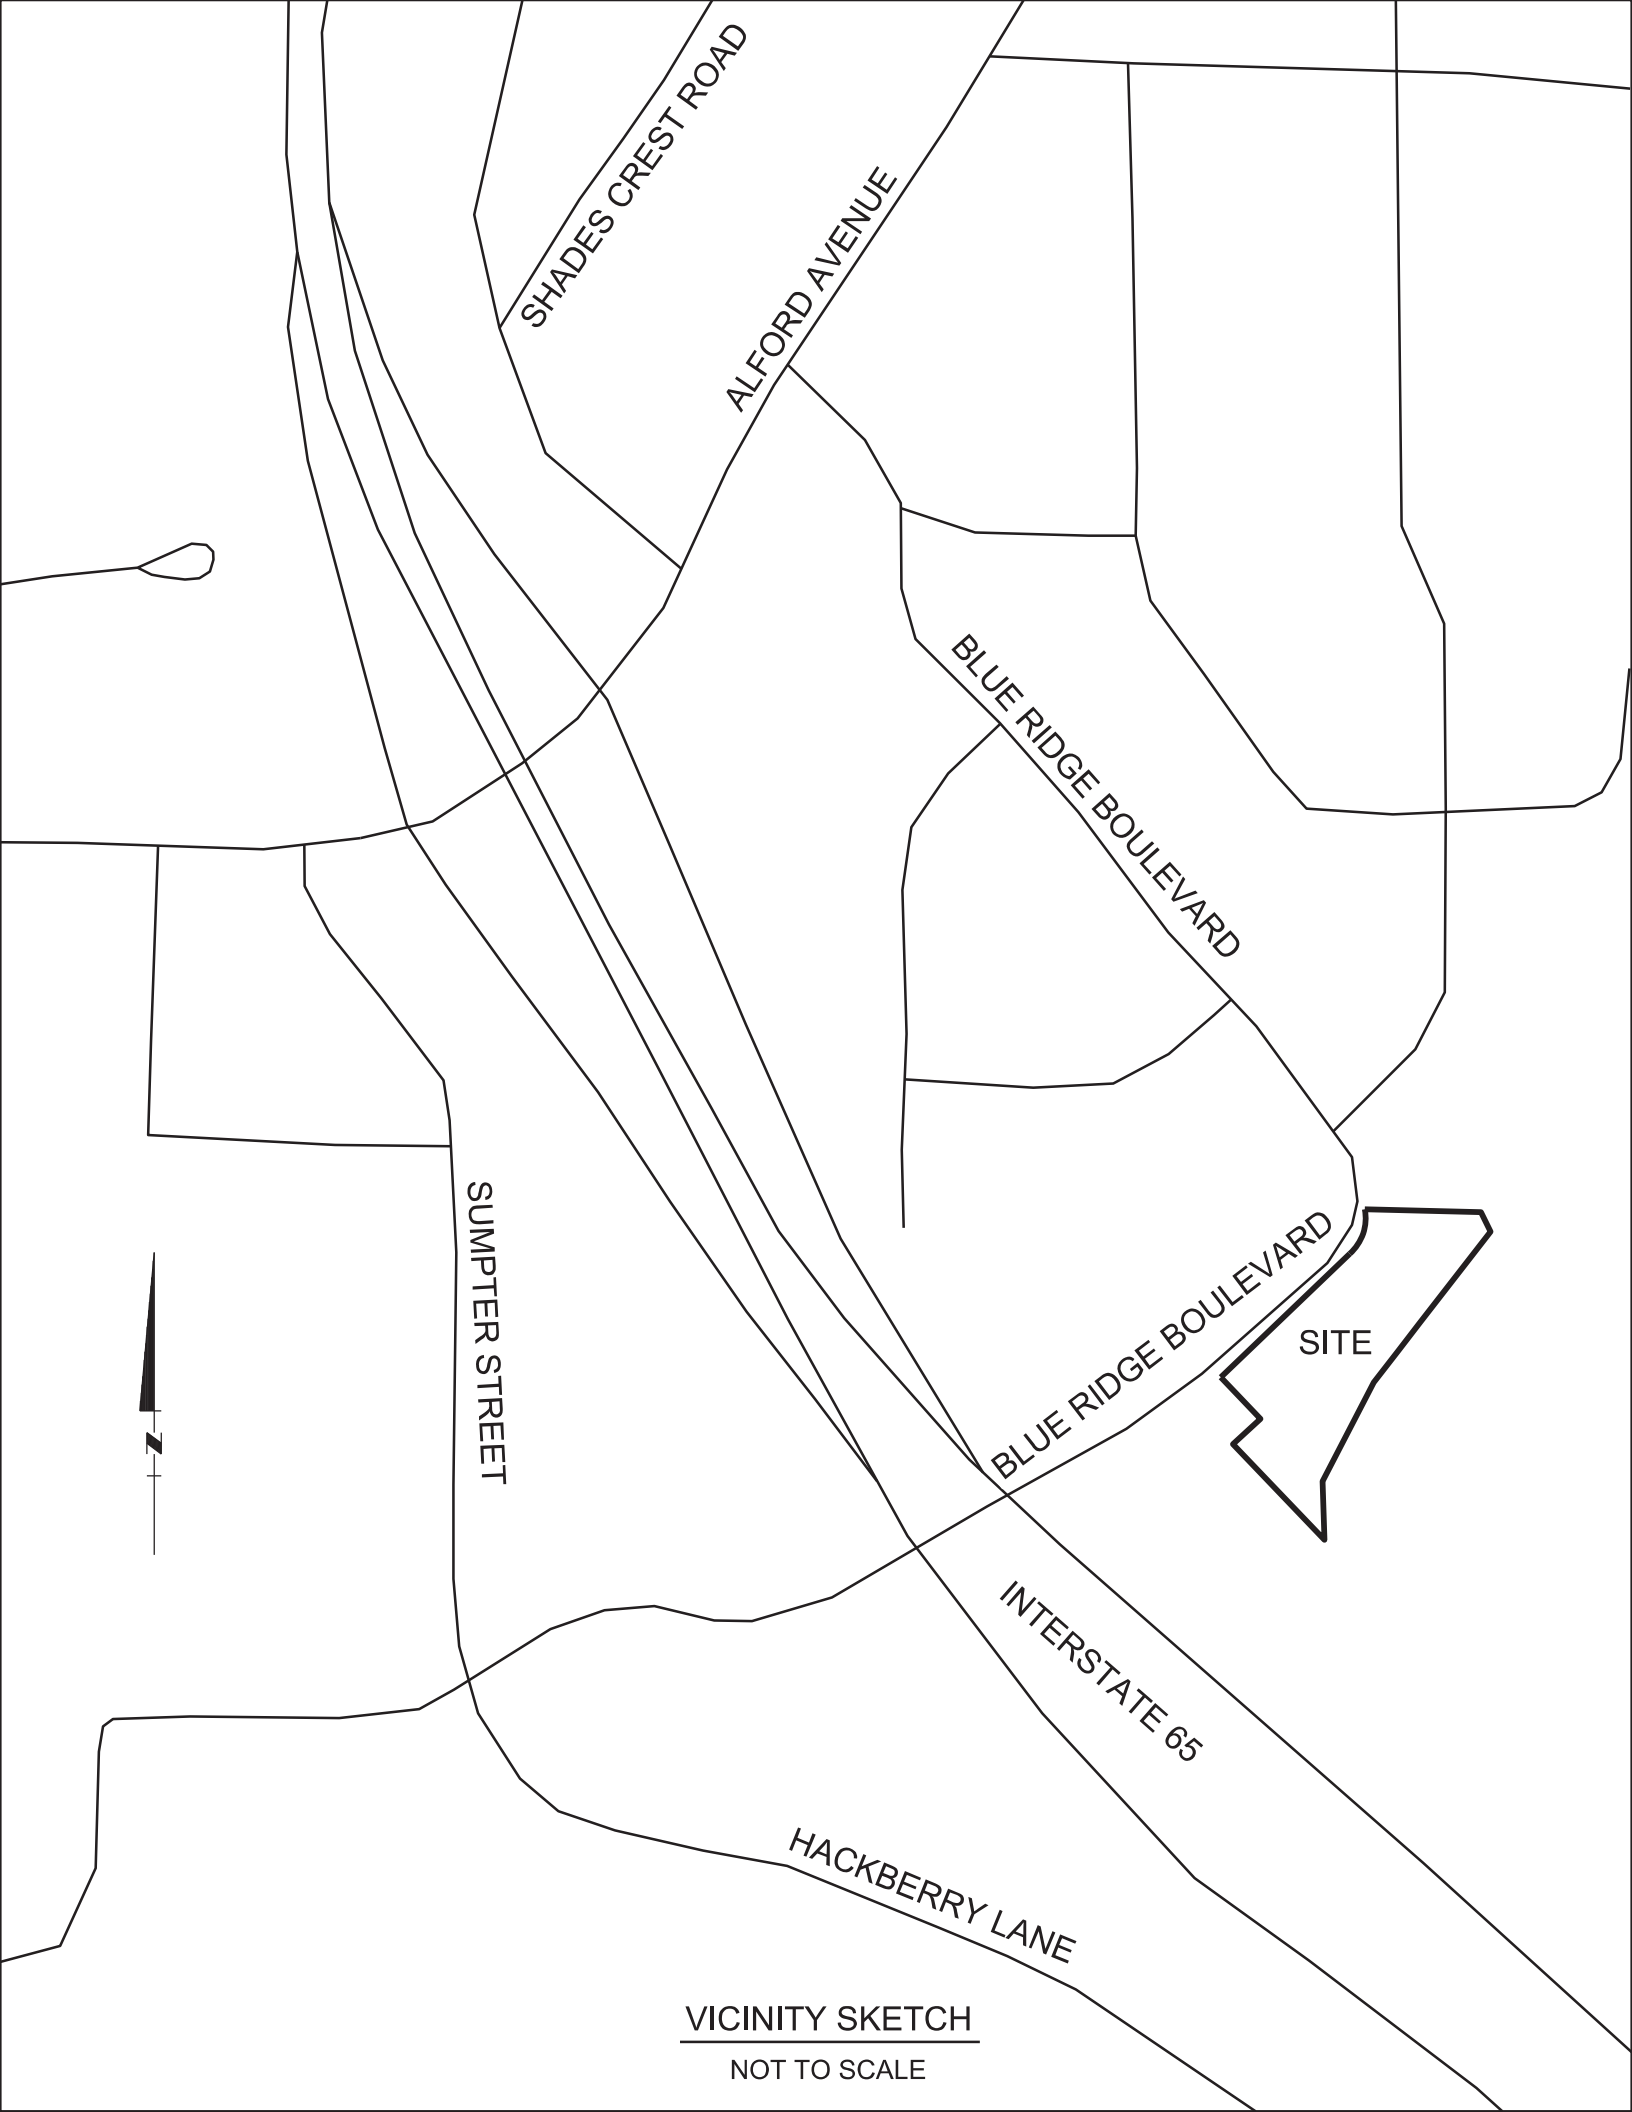 SHADES CREST ROAD
ALFORD AVENUE
BLUE RIDGE BOULEVARD
SUMPTER STREET
BLUE RIDGE BOULEVARD
SITE
N
INTERSTATE 65
HACKBERRY LANE
VICINITY SKETCH
NOT TO SCALE